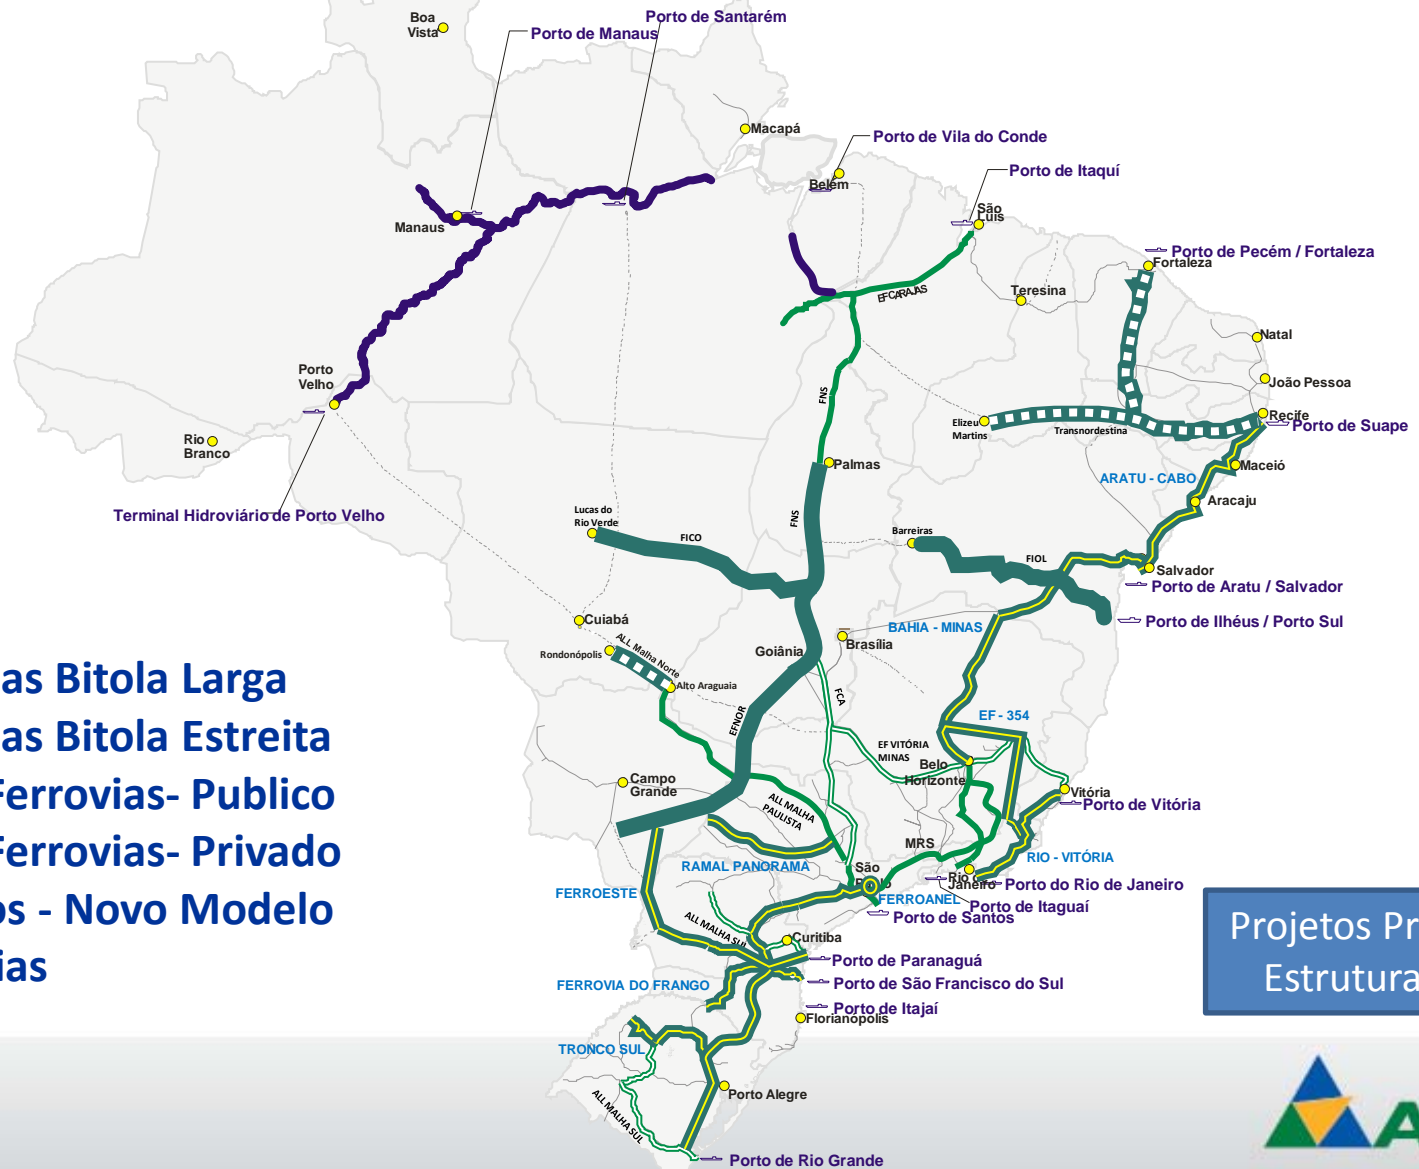 Boa
Vista
Porto de Santarém
Porto de Manaus
Macapá
Porto de Vila do Conde
Belém
Porto de Itaquí
São
Luis
Manaus
Porto de Pecém / Fortaleza
Fortaleza
EFCARAJAS
Teresina
Natal
Porto
Velho
João Pessoa
FNS
Recife
Elizeu
Martins
Transnordestina
Porto de Suape
Rio
Branco
Palmas
Maceió
ARATU - CABO
Aracaju
Terminal Hidroviário de Porto Velho
Lucas do
Rio Verde
FICO
FNS
Barreiras
FIOL
Salvador
Porto de Aratu / Salvador
Cuiabá
BAHIA - MINAS
Porto de Ilhéus / Porto Sul
Brasília
Goiânia
Rondonópolis
ALL Malha Norte
Alto Araguaia
FCA
EFNOR
EF - 354
EF VITÓRIA
MINAS
Belo
Horizonte
Campo
Grande
Vitória
Porto de Vitória
ALL MALHA
PAULISTA
MRS
RIO - VITÓRIA
RAMAL PANORAMA
São
Rio
Janeiro
Porto do Rio de Janeiro
FERROESTE
FERROANEL
Porto de Itaguaí
Porto de Santos
ALL MALHA SUL
Curitiba
Porto de Paranaguá
FERROVIA DO FRANGO
Porto de São Francisco do Sul
Porto de Itajaí
Florianópolis
TRONCO SUL
Porto Alegre
ALL MALHA SUL
Porto de Rio Grande
as Bitola Larga
as Bitola Estreita
Ferrovias- Publico
Ferrovias- Privado
os - Novo Modelo
ias
Projetos Pr
Estrutura
A